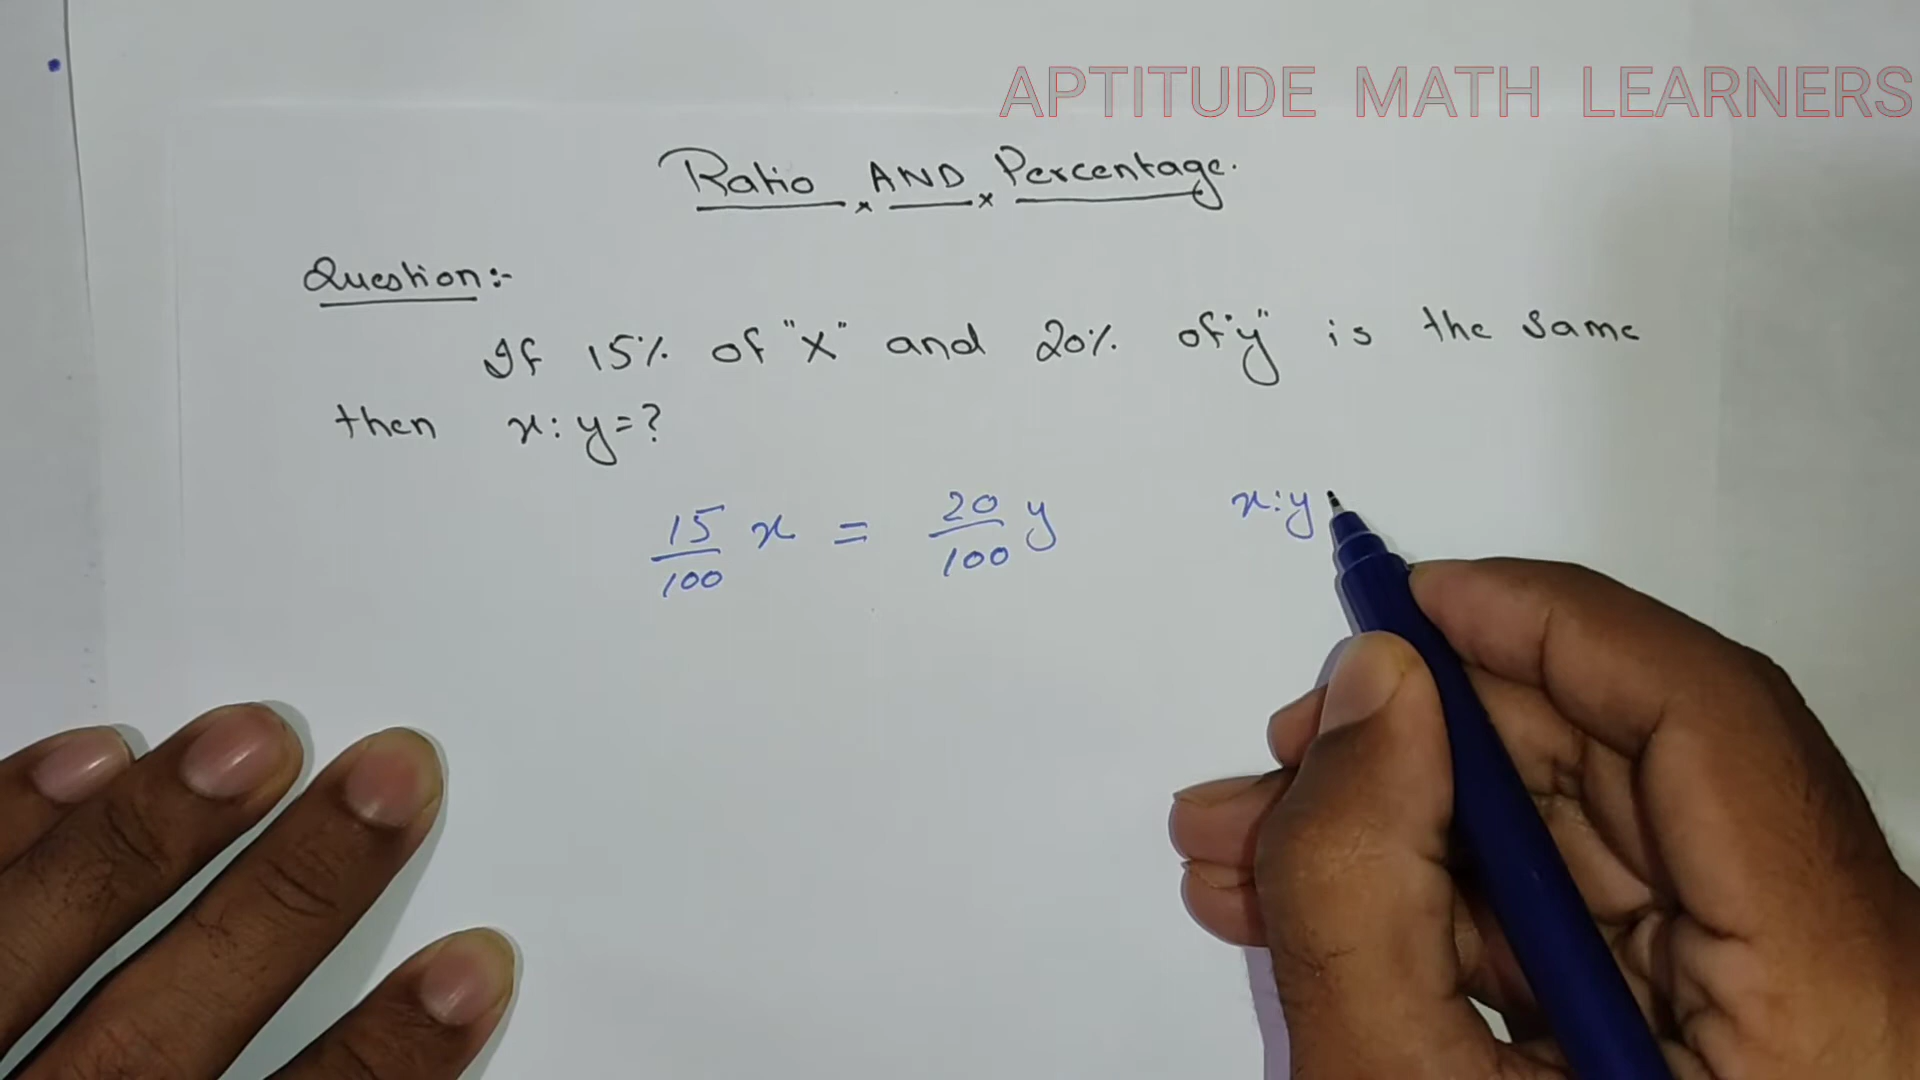 APTITUDE MATH LEARNERS
Ratio AND Percentage.
Question:-
If 15% of "X" and 20% of "y" is the same
then x:y=?
15/100 x = 20/100 y
x:y